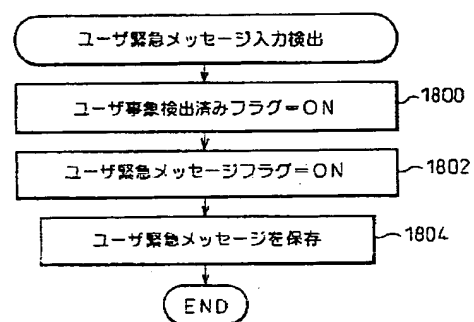 ユーザ緊急メッセージ入力検出
ユーザ事象検出済みフラグ=ON
1800
ユーザ緊急メッセージフラグ=ON
1802
ユーザ緊急メッセージを保存
1804
END